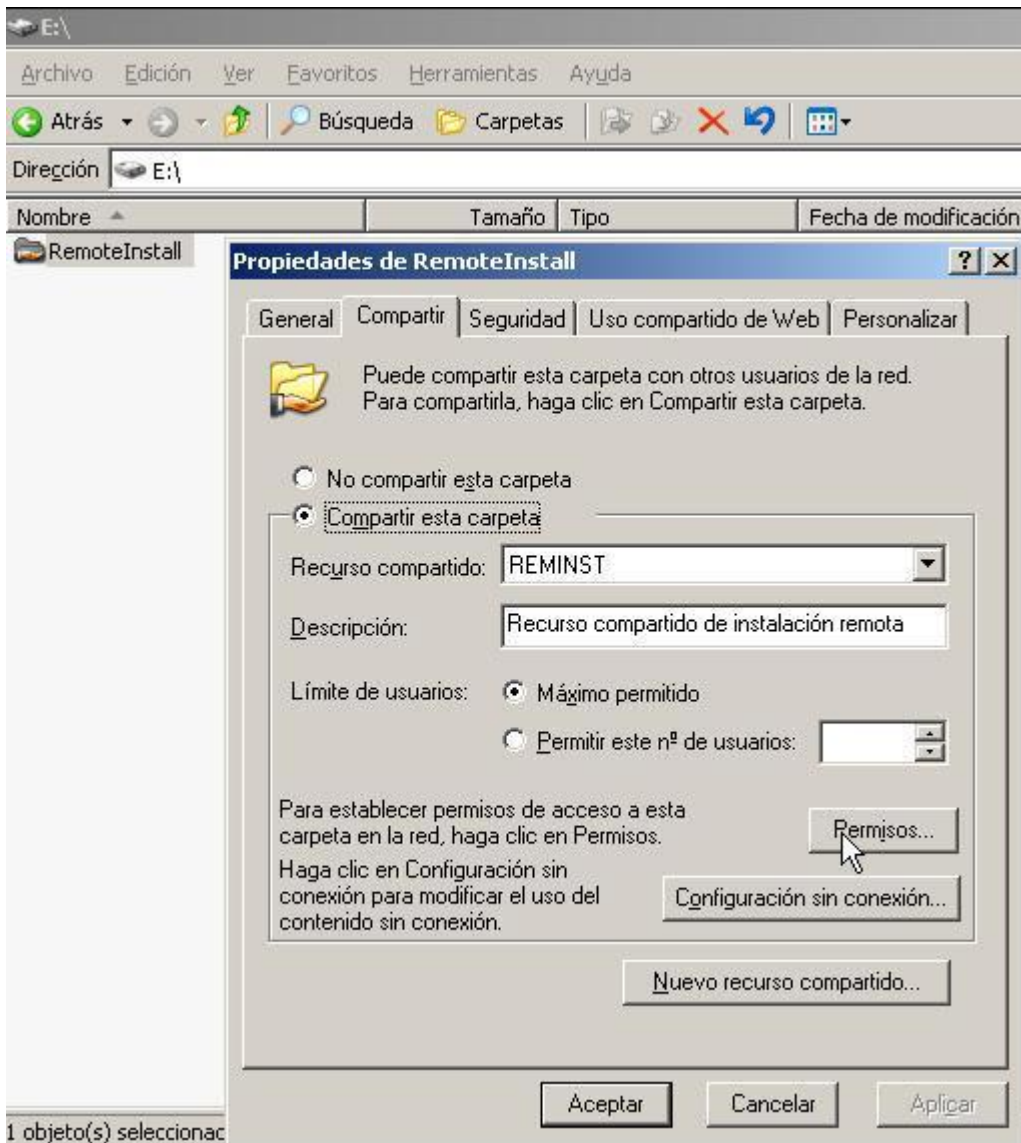 E:\
Archivo Edición Ver Favoritos Herramientas Ayuda
Atrás Búsqueda Carpetas
Dirección E:\
Nombre Tamaño Tipo Fecha de modificación
RemoteInstall
Propiedades de RemoteInstall
General Compartir Seguridad Uso compartido de Web Personalizar
Puede compartir esta carpeta con otros usuarios de la red.
Para compartirla, haga clic en Compartir esta carpeta.
No compartir esta carpeta
Compartir esta carpeta
Recurso compartido: REMINST
Descripción: Recurso compartido de instalación remota
Límite de usuarios: Máximo permitido
Permitir este nº de usuarios:
Para establecer permisos de acceso a esta
carpeta en la red, haga clic en Permisos.
Permisos...
Haga clic en Configuración sin
conexión para modificar el uso del
contenido sin conexión.
Configuración sin conexión...
Nuevo recurso compartido...
Aceptar Cancelar Aplicar
1 objeto(s) seleccionac